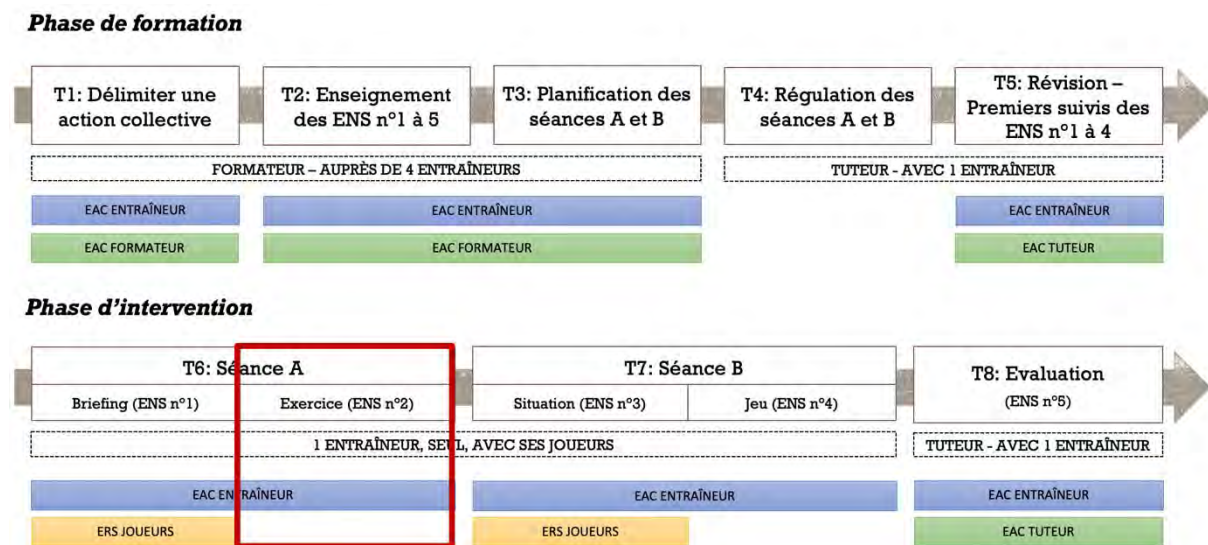 Phase de formation
T1: Délimiter une
action collective
T2: Enseignement
des ENS n°1 à 5
T3: Planification des
séances A et B
T4: Régulation des
séances A et B
T5: Révision –
Premiers suivis des
ENS n°1 à 4
FORMATEUR – AUPRÈS DE 4 ENTRAÎNEURS
TUTEUR - AVEC 1 ENTRAÎNEUR
EAC ENTRAÎNEUR
EAC ENTRAÎNEUR
EAC ENTRAÎNEUR
EAC FORMATEUR
EAC FORMATEUR
EAC TUTEUR
Phase d'intervention
T6: Séance A
T7: Séance B
T8: Evaluation
(ENS n°5)
Briefing (ENS n°1)
Exercice (ENS n°2)
Situation (ENS n°3)
Jeu (ENS n°4)
1 ENTRAÎNEUR, SEUL, AVEC SES JOUEURS
TUTEUR - AVEC 1 ENTRAÎNEUR
EAC ENTRAÎNEUR
EAC ENTRAÎNEUR
EAC ENTRAÎNEUR
ERS JOUEURS
ERS JOUEURS
EAC TUTEUR